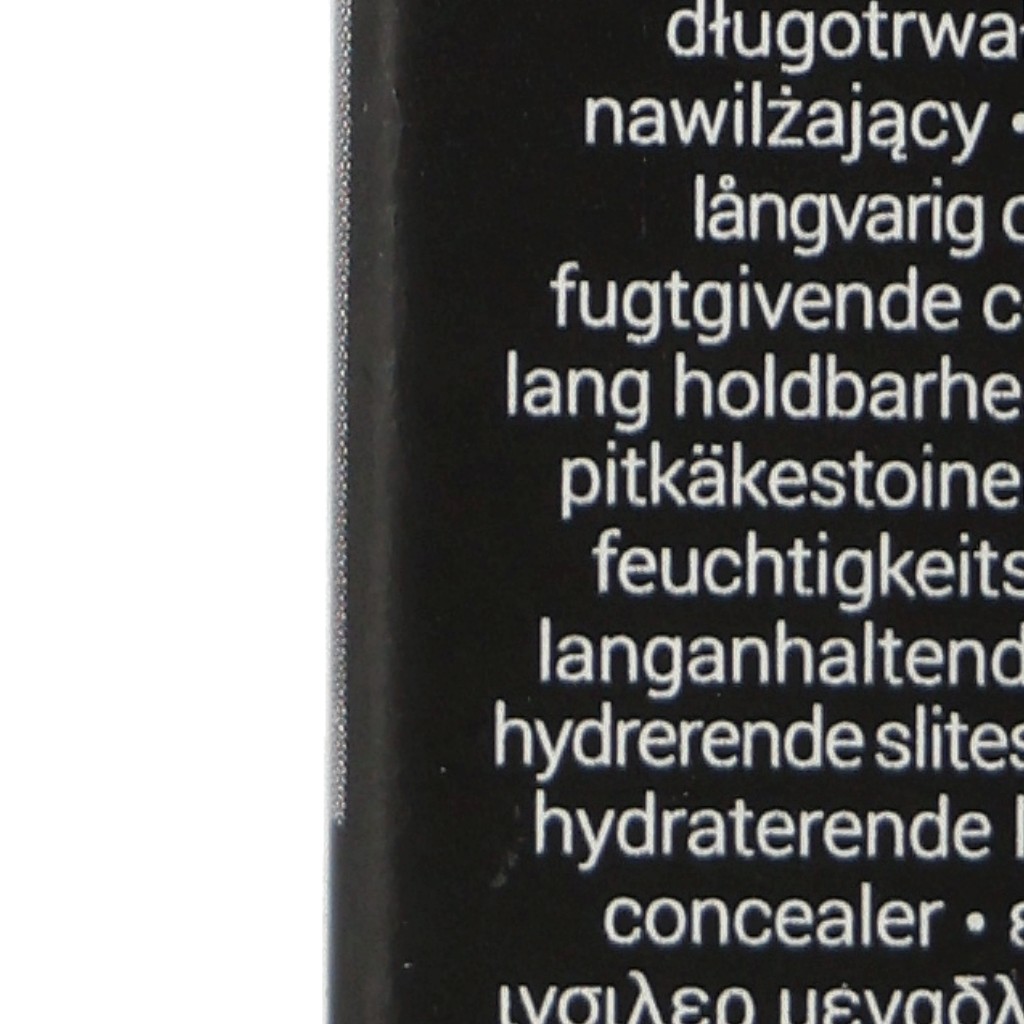 długotrwa
nawilżający •
långvarig
fugtgivende
lang holdbarhe
pitkäkestoine
feuchtigkeits
langanhaltend
hydrerende slites
hydraterende
concealer •